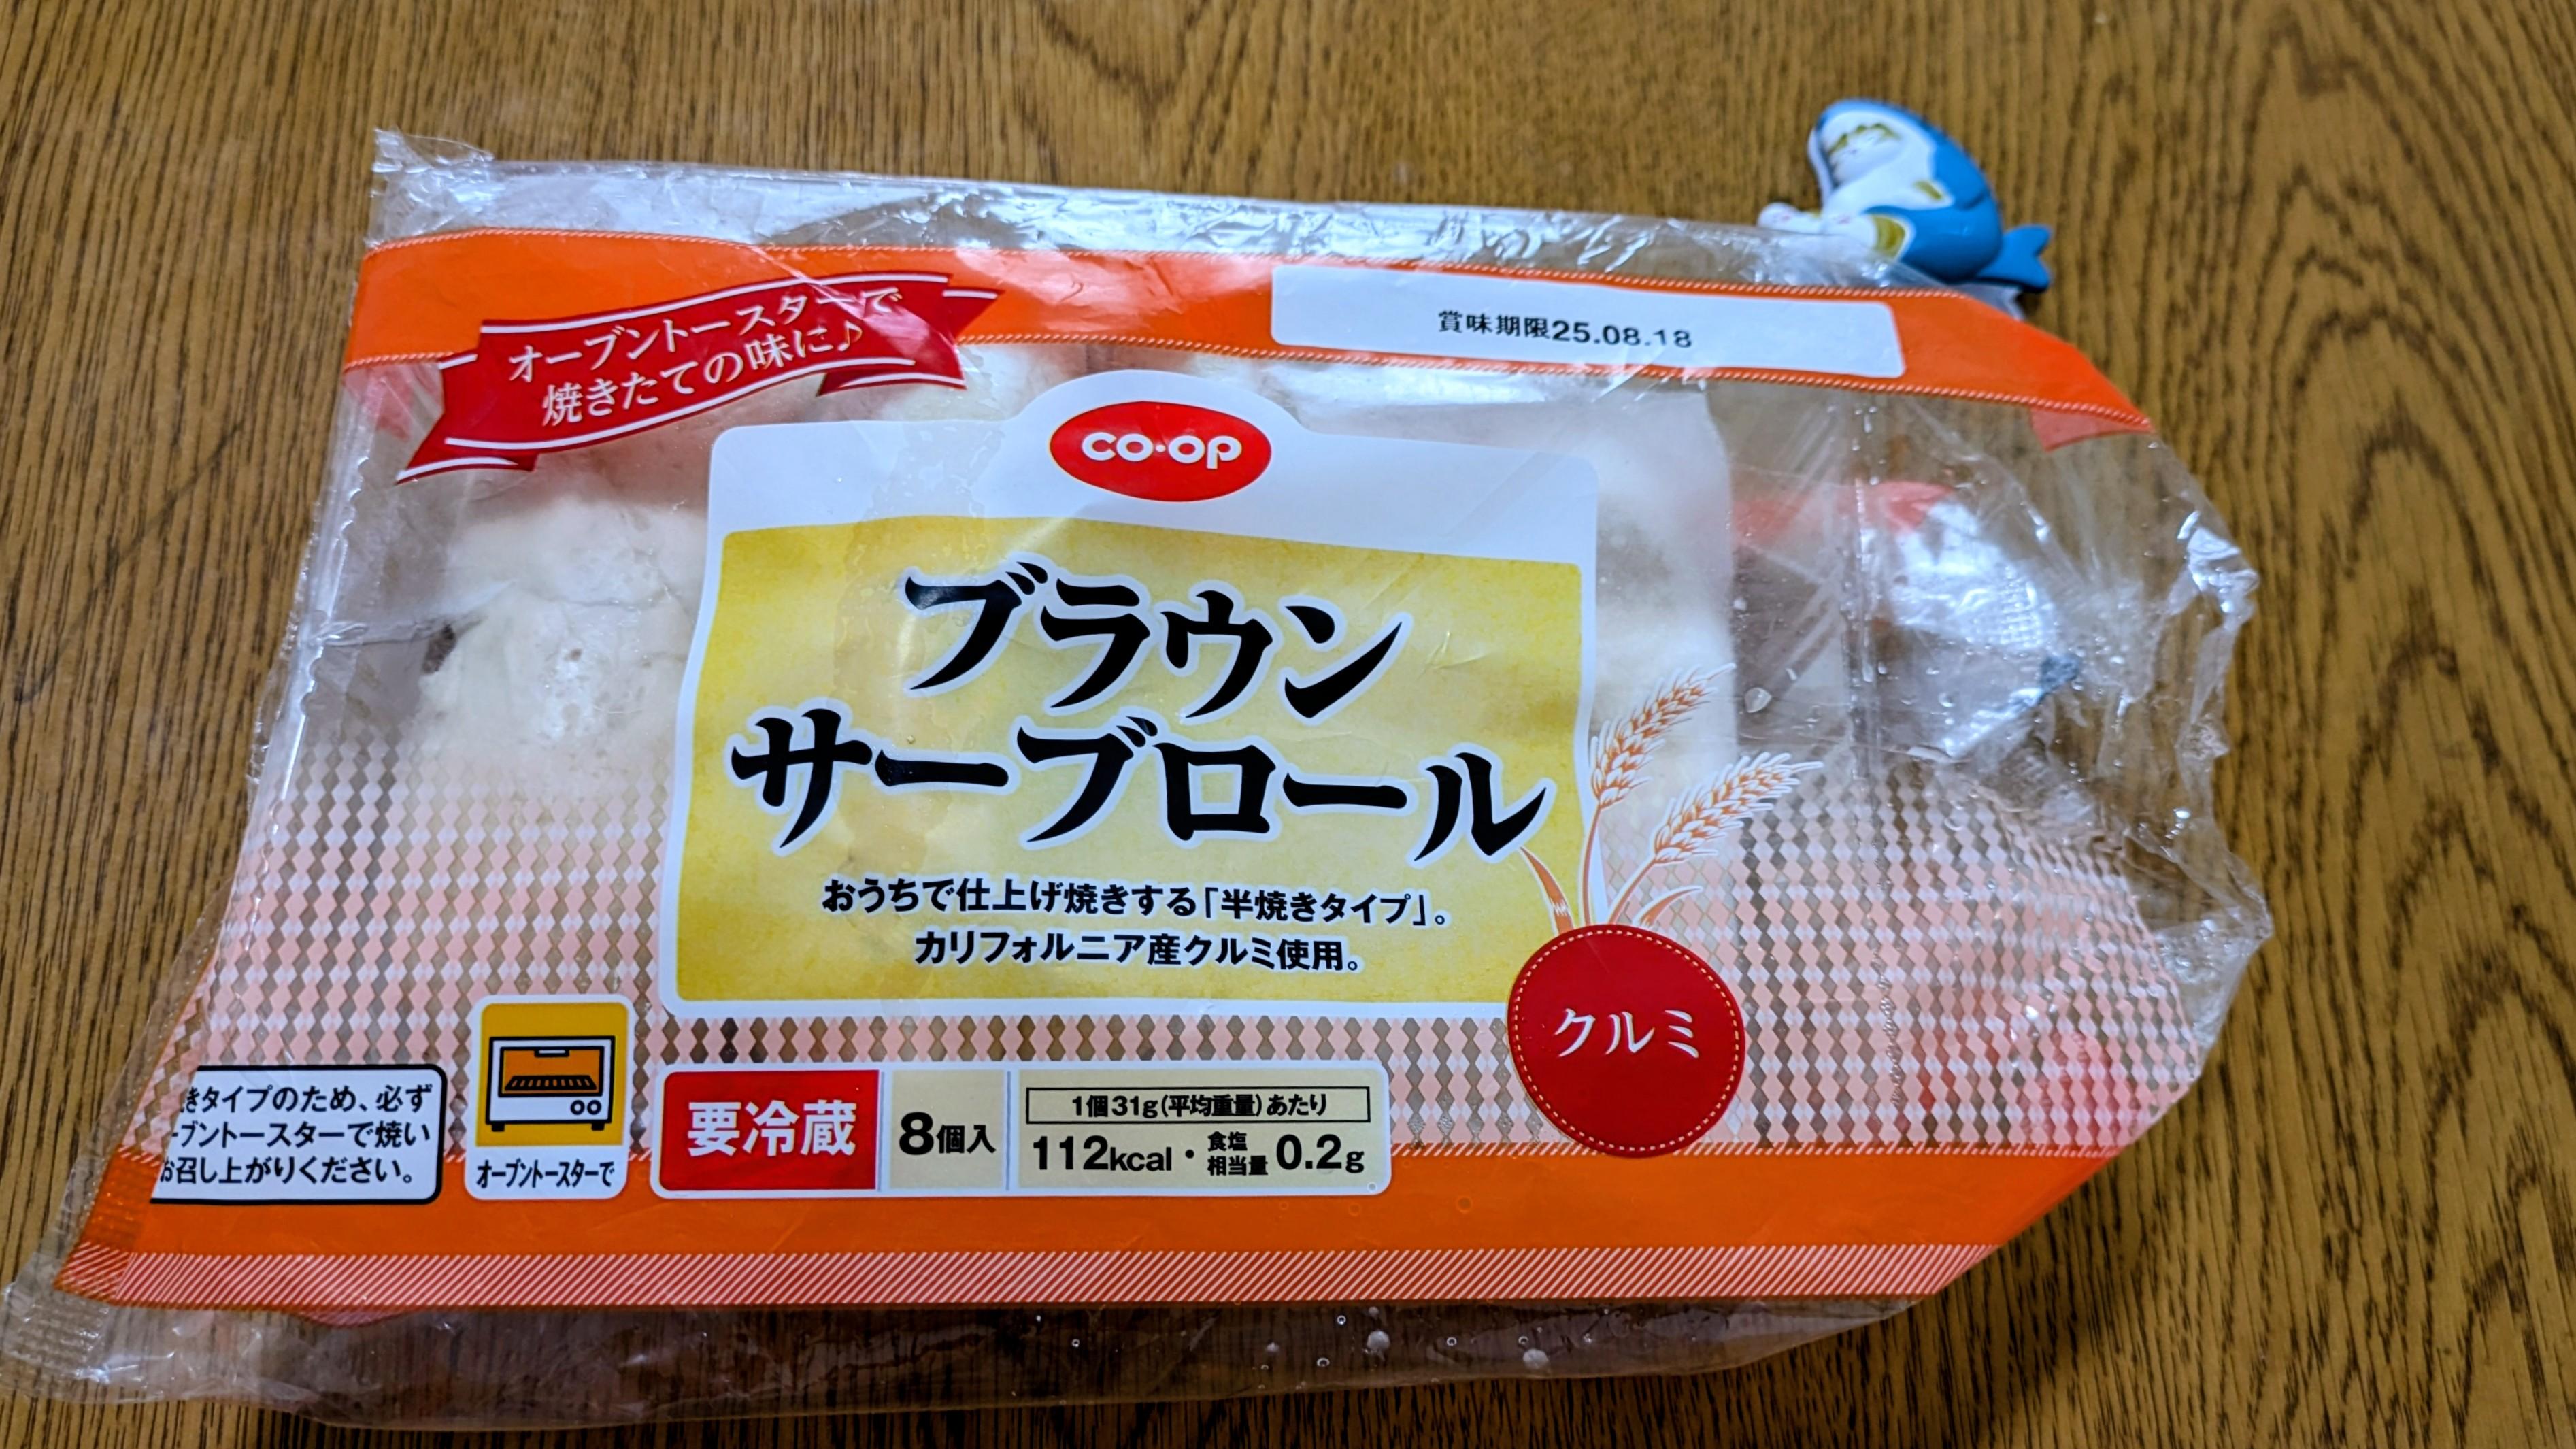 オーブントースターで
焼きたての味に♪
賞味期限25.08.18
CO·OP
ブラウン
サーブロール
おうちで仕上げ焼きする「半焼きタイプ」。
カリフォルニア産クルミ使用。
クルミ
きタイプのため、必ず
ーブントースターで焼い
お召し上がりください。
オーブントースターで
要冷蔵
8個入
1個31g(平均重量)あたり
112kcal・食塩相当量0.2g